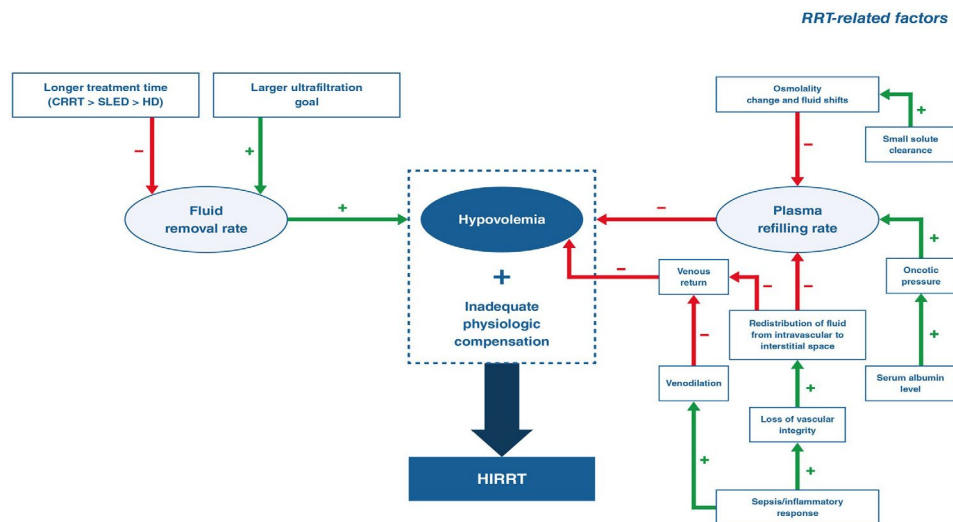 RRT-related factors
Longer treatment time
(CRRT > SLED > HD)
Larger ultrafiltration
goal
Osmolality
change and fluid shifts
+
Small solute
clearance
−
+
−
Fluid
removal rate
+
Hypovolemia
−
Plasma
refilling rate
+
+
Inadequate
physiologic
compensation
−
Venous
return
−
−
Oncotic
pressure
Redistribution of fluid
from intravascular to
interstitial space
−
+
Venodilation
+
Serum albumin
level
Loss of vascular
integrity
+
+
HIRRT
Sepsis/inflammatory
response